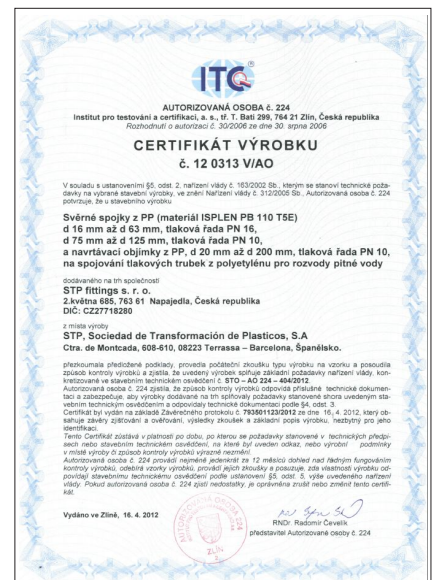 ITC
AUTORIZOVANÁ OSOBA č. 224
Institut pro testování a certifikaci, a. s., tř. T. Bati 299, 764 21 Zlín, Česká republika
Rozhodnutí o autorizaci č. 30/2006 ze dne 30. srpna 2006
CERTIFIKÁT VÝROBKU
č. 12 0313 V/AO
V souladu s ustanoveními §5, odst. 2, nařízení vlády č. 163/2002 Sb., kterým se stanoví technické poža-
davky na vybrané stavební výrobky, ve znění Nařízení vlády č. 312/2005 Sb., Autorizovaná osoba č. 224
potvrzuje, že u stavebního výrobku
Svěrné spojky z PP (materiál ISPLEN PB 110 T5E)
d 16 mm až d 63 mm, tlaková řada PN 16,
d 75 mm až d 125 mm, tlaková řada PN 10,
a navrtávací objímky z PP, d 20 mm až d 200 mm, tlaková řada PN 10,
na spojování tlakových trubek z polyetylénu pro rozvody pitné vody
dodávaného na trh společností
STP fittings s. r. o.
2.května 685, 763 61 Napajedla, Česká republika
DIČ: CZ27718280
z místa výroby
STP, Sociedad de Transformación de Plasticos, S.A
Ctra. de Montcada, 608-610, 08223 Terrassa – Barcelona, Španělsko.
přezkoumala předložené podklady, provedla počáteční zkoušku typu výrobku na vzorku a posoudila
způsob kontroly výrobků a zjistila, že uvedený výrobek splňuje základní požadavky nařízení vlády, kon-
kretizované ve stavebním technickém osvědčení č. STO – AO 224 – 404/2012.
Autorizovaná osoba č. 224 zjistila, že způsob kontroly výrobků odpovídá příslušné technické dokumen-
taci a zabezpečuje, aby výrobky dodávané na trh splňovaly požadavky stanovené shora uvedeným sta-
vebním technickým osvědčením a odpovídaly technické dokumentaci podle §4, odst. 3.
Certifikát byl vydán na základě Závěrečného protokolu č. 793501123/2012 ze dne 16. 4. 2012, který ob-
sahuje závěry zjišťování a ověřování, výsledky zkoušek a základní popis výrobku, nezbytný pro jeho
identifikaci.
Tento Certifikát zůstává v platnosti po dobu, po kterou se požadavky stanovené v technických předpi-
sech nebo stavebním technickém osvědčení, na které byl uveden odkaz, nebo výrobní podmínky
v místě výroby či způsob kontroly výrobků výrazně nezmění.
Autorizovaná osoba č. 224 provádí nejméně jedenkrát za 12 měsíců dohled nad řádným fungováním
kontroly výrobků, odebírá vzorky výrobků, provádí jejich zkoušky a posuzuje, zda vlastnosti výrobku od-
povídají stavebnímu technickému osvědčení podle ustanovení §5, odst. 5, výše uvedeného nařízení
vlády. Pokud autorizovaná osoba č. 224 zjistí nedostatky, je oprávněna zrušit nebo změnit tento certifi-
kát.
Vydáno ve Zlíně, 16. 4. 2012
AUTORIZOVANÁ OSOBA 224
ZLÍN
RNDr. Radomír Čevelík
představitel Autorizované osoby č. 224